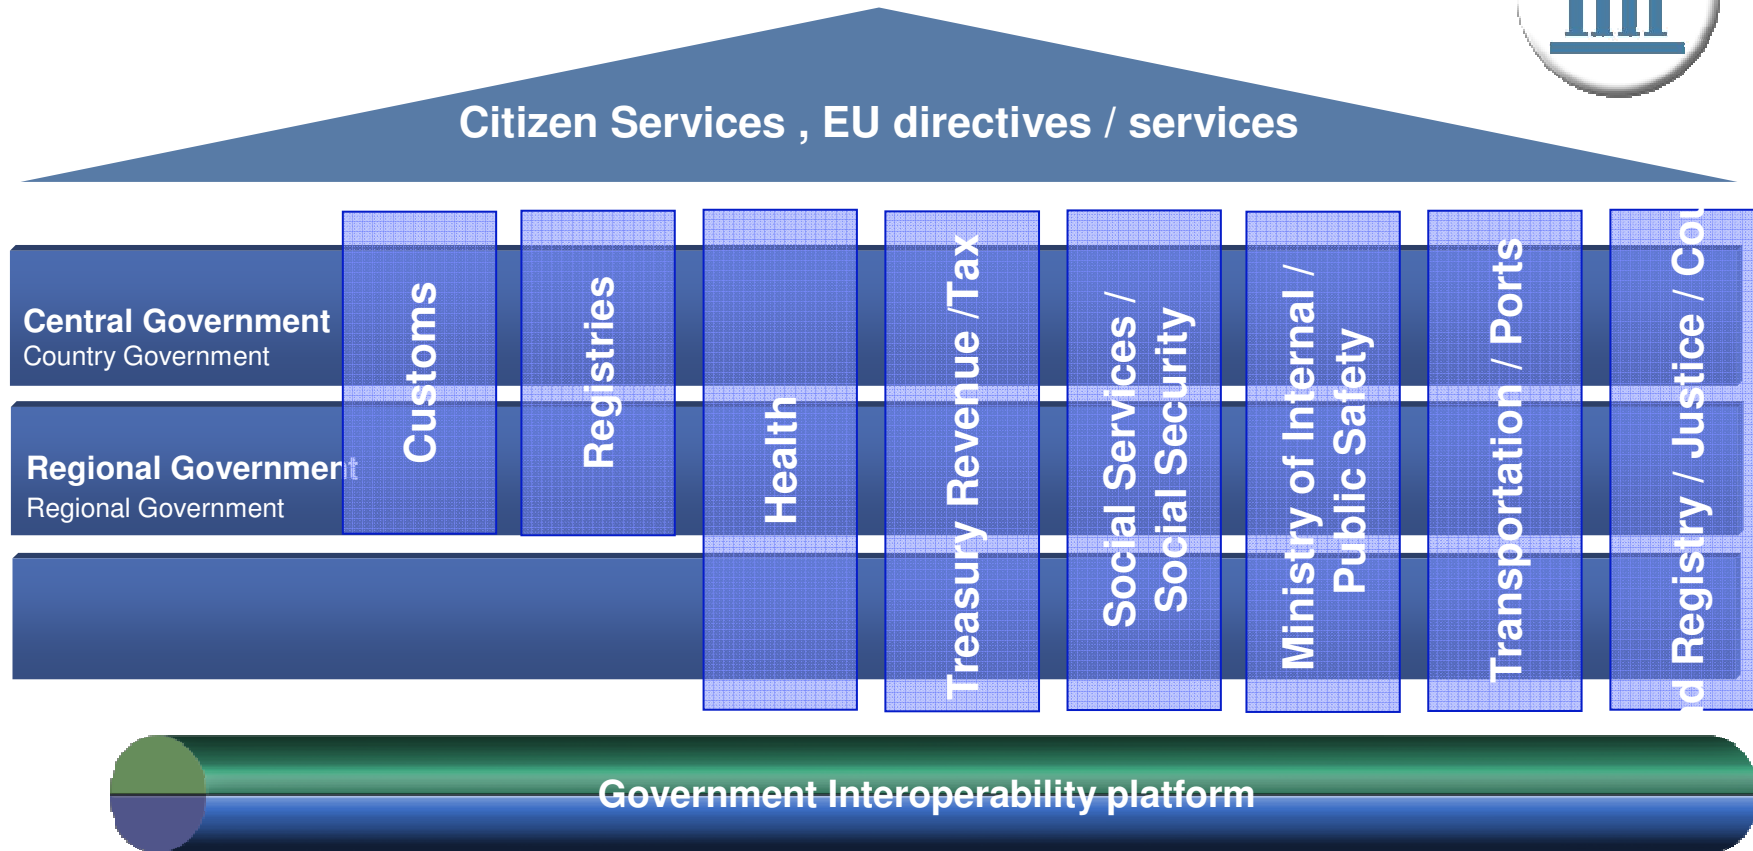 Citizen Services , EU directives / services
Central Government
Country Government
Regional Government
Regional Government
Customs
Registries
Health
Treasury Revenue /Tax
Social Services /
Social Security
Ministry of Internal /
Public Safety
Transportation / Ports
Registry / Justice /
Government Interoperability platform